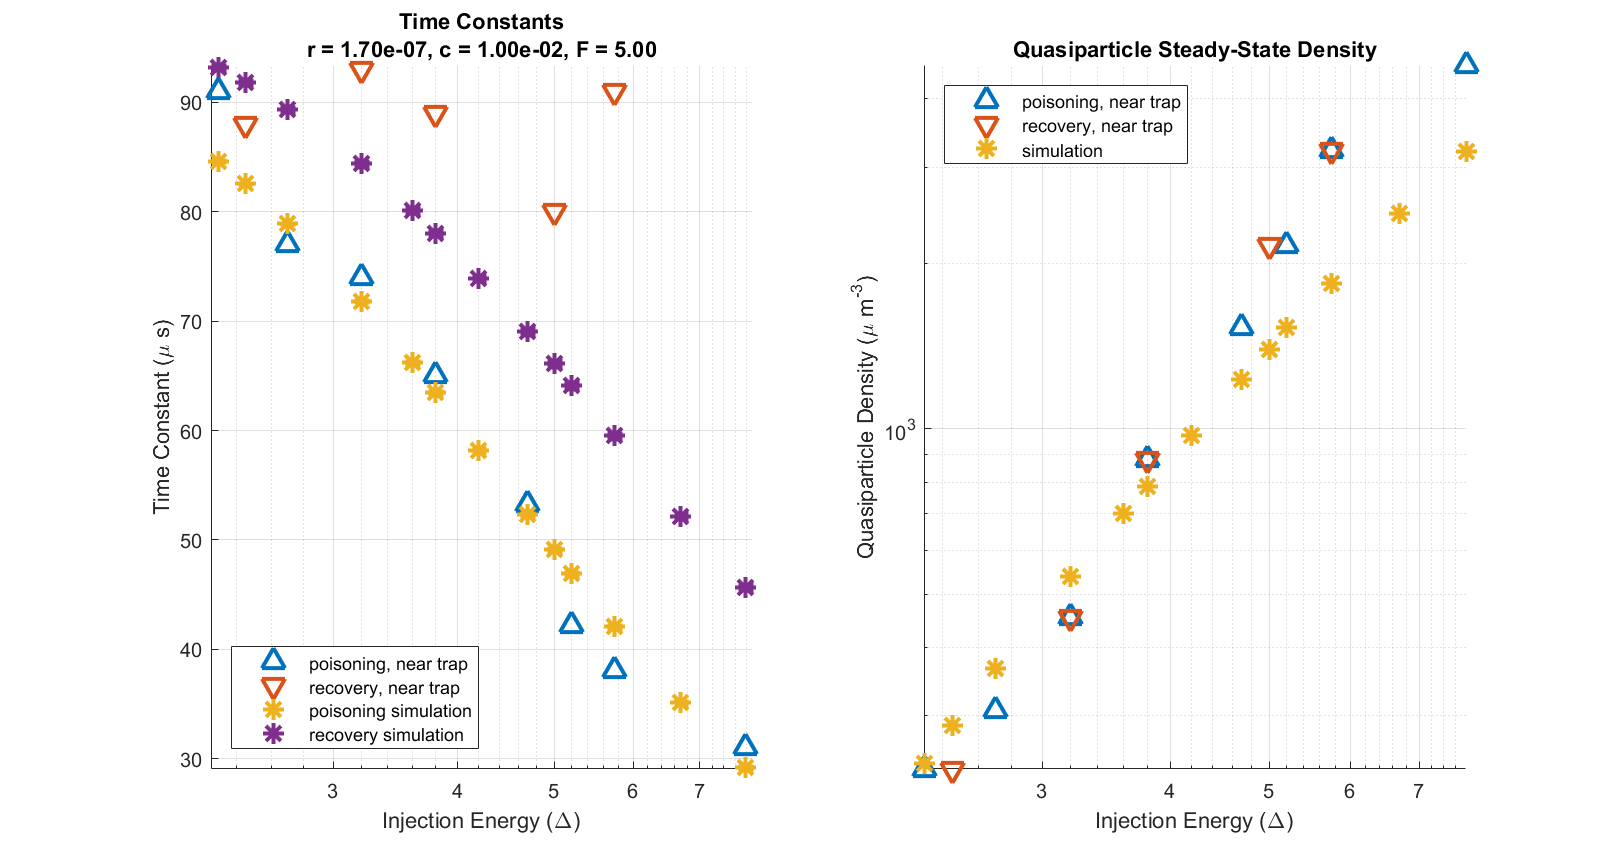 Time Constants
r = 1.70e-07, c = 1.00e-02, F = 5.00
90
80
70
60
50
40
30
Time Constant (μ s)
poisoning, near trap
recovery, near trap
poisoning simulation
recovery simulation
3 4 5 6 7
Injection Energy (Δ)
Quasiparticle Steady-State Density
poisoning, near trap
recovery, near trap
simulation
10³
Quasiparticle Density (μ m⁻³)
3 4 5 6 7
Injection Energy (Δ)